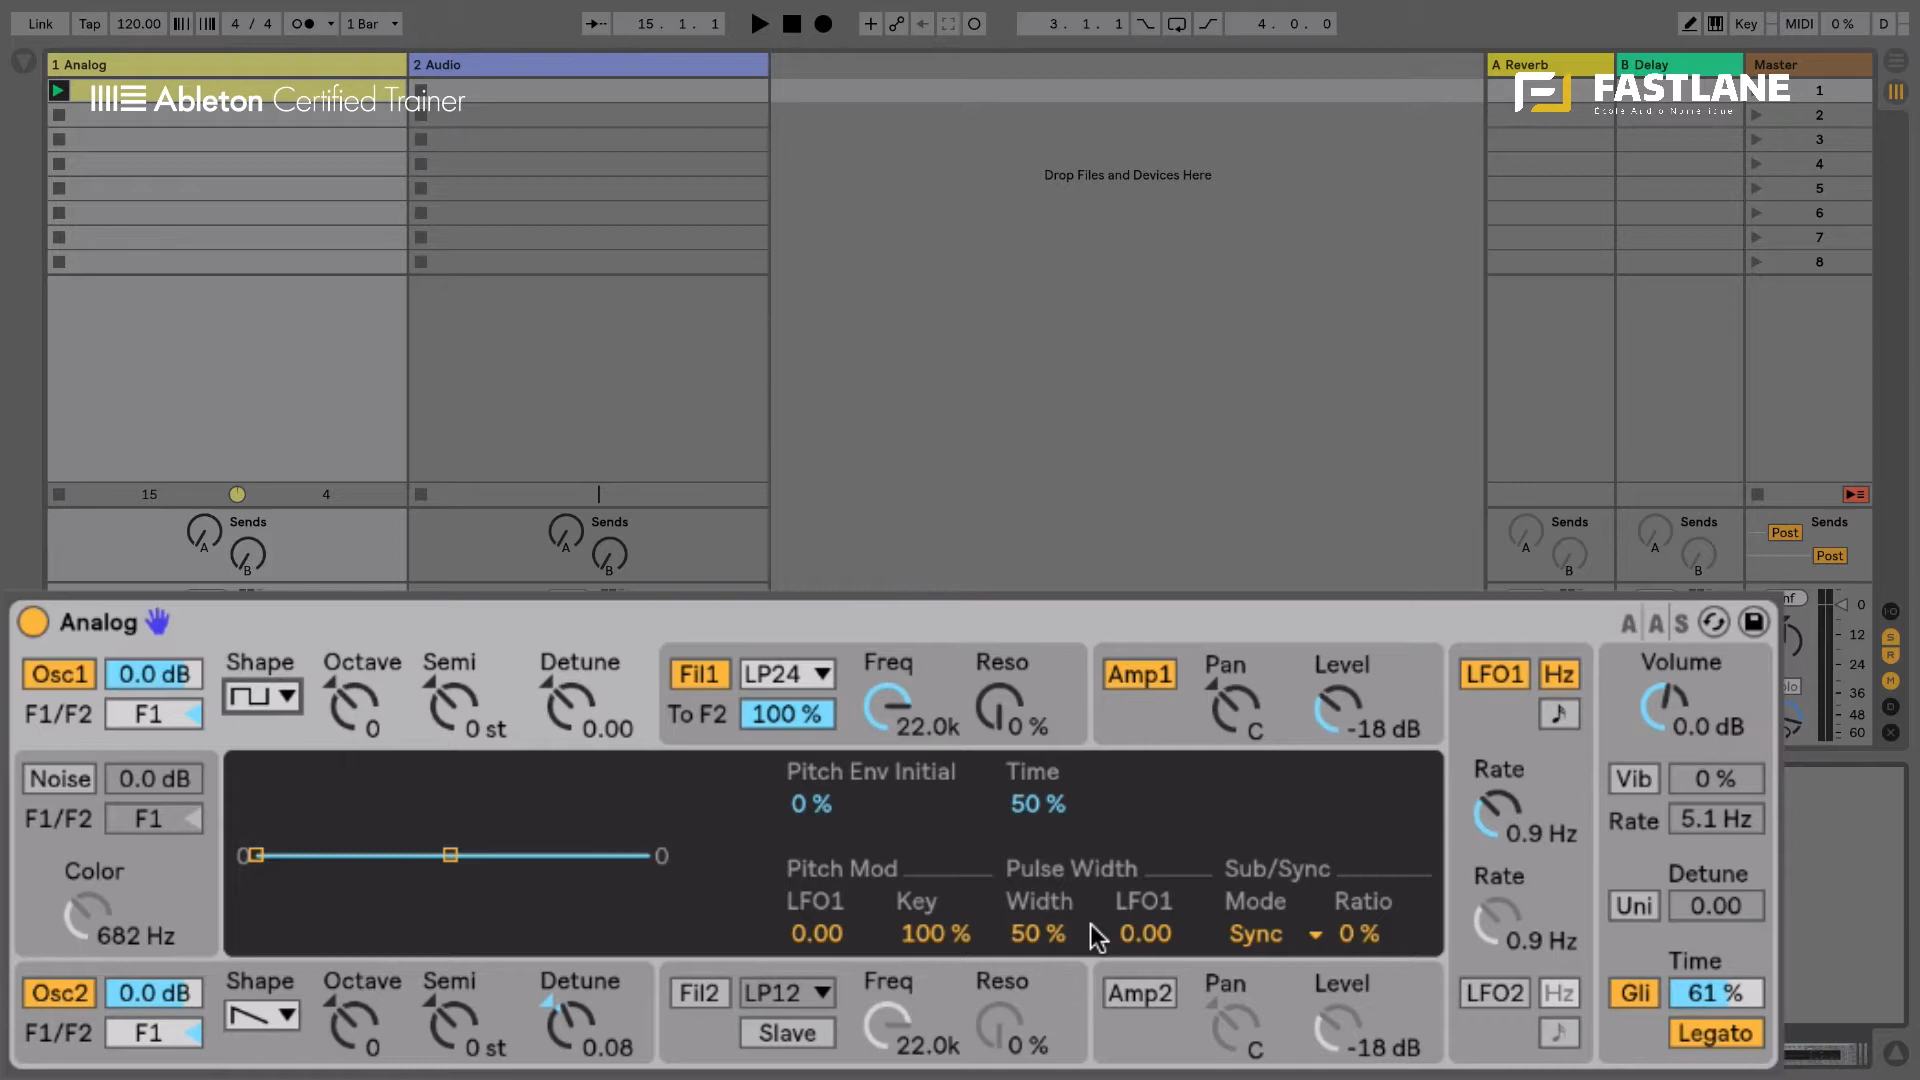 Link Tap 120.00 4 / 4 1 Bar 15. 1. 1 3. 1. 1 4. 0. 0 Key MIDI 0 % D
1 Analog 2 Audio A Reverb B Delay Master
Ableton Certified Trainer
FASTLANE
École Audio Numérique
1
2
3
4
5
6
7
8
Drop Files and Devices Here
15 4
Sends Sends Sends Sends Sends
A A A A Post
B B B B Post
Analog A A S
Osc1 0.0 dB Shape Octave Semi Detune Fil1 LP24 Freq Reso Amp1 Pan Level LFO1 Hz Volume
F1/F2 F1 0 0 st 0.00 To F2 100 % 22.0k 0 % C -18 dB 0.0 dB
0
12
24
36
48
60
Noise 0.0 dB Pitch Env Initial Time Rate Vib 0 %
F1/F2 F1 0 % 50 % 0.9 Hz Rate 5.1 Hz
0 0
Color Pitch Mod Pulse Width Sub/Sync Rate Detune
682 Hz LFO1 Key Width LFO1 Mode Ratio Uni 0.00
0.00 100 % 50 % 0.00 Sync 0 % 0.9 Hz
Time
Osc2 0.0 dB Shape Octave Semi Detune Fil2 LP12 Freq Reso Amp2 Pan Level LFO2 Hz Gli 61 %
F1/F2 F1 0 0 st 0.08 Slave 22.0k 0 % C -18 dB Legato